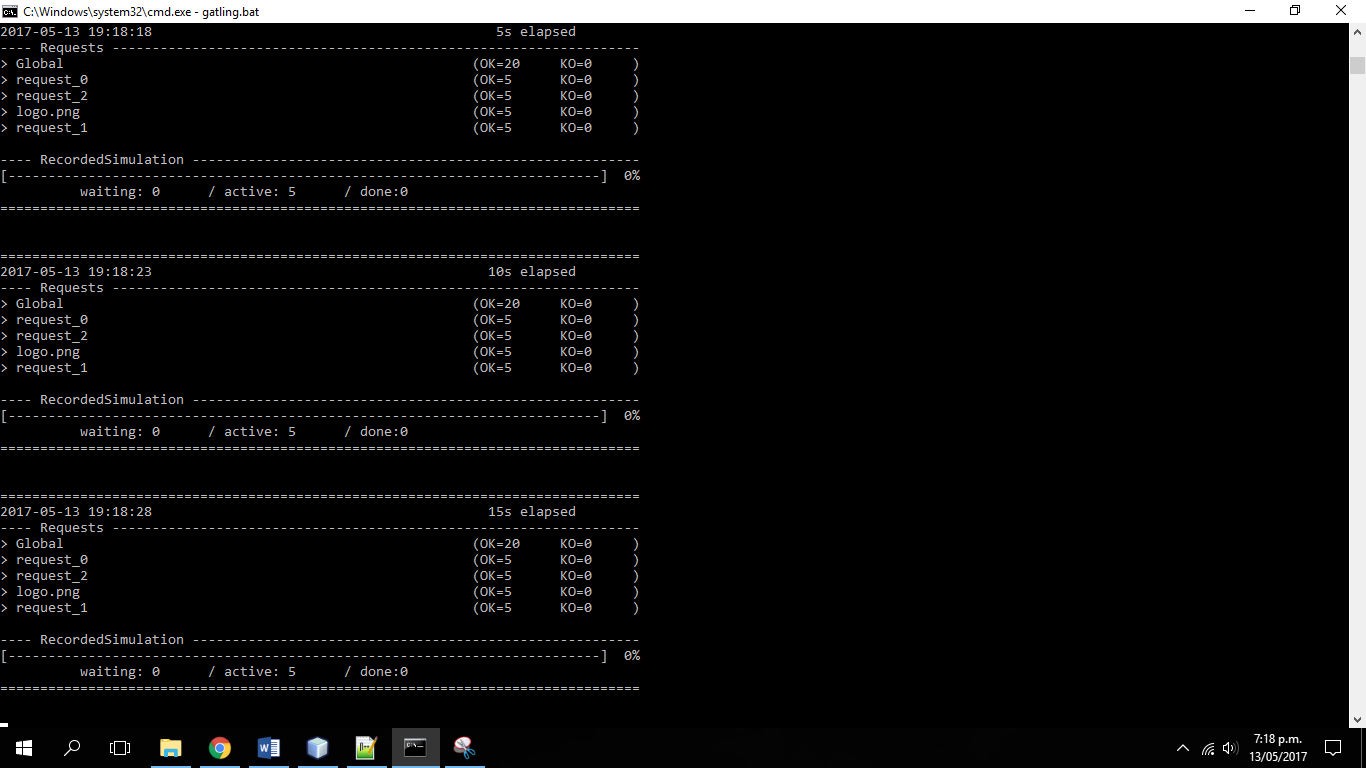 C:\Windows\system32\cmd.exe - gatling.bat
2017-05-13 19:18:18                                           5s elapsed
---- Requests ------------------------------------------------------------------
> Global                                                   (OK=20     KO=0     )
> request_0                                                (OK=5      KO=0     )
> request_2                                                (OK=5      KO=0     )
> logo.png                                                 (OK=5      KO=0     )
> request_1                                                (OK=5      KO=0     )
---- RecordedSimulation --------------------------------------------------------
[--------------------------------------------------------------------------]  0%
          waiting: 0      / active: 5      / done:0
================================================================================
================================================================================
2017-05-13 19:18:23                                          10s elapsed
---- Requests ------------------------------------------------------------------
> Global                                                   (OK=20     KO=0     )
> request_0                                                (OK=5      KO=0     )
> request_2                                                (OK=5      KO=0     )
> logo.png                                                 (OK=5      KO=0     )
> request_1                                                (OK=5      KO=0     )
---- RecordedSimulation --------------------------------------------------------
[--------------------------------------------------------------------------]  0%
          waiting: 0      / active: 5      / done:0
================================================================================
================================================================================
2017-05-13 19:18:28                                          15s elapsed
---- Requests ------------------------------------------------------------------
> Global                                                   (OK=20     KO=0     )
> request_0                                                (OK=5      KO=0     )
> request_2                                                (OK=5      KO=0     )
> logo.png                                                 (OK=5      KO=0     )
> request_1                                                (OK=5      KO=0     )
---- RecordedSimulation --------------------------------------------------------
[--------------------------------------------------------------------------]  0%
          waiting: 0      / active: 5      / done:0
================================================================================
7:18 p.m.
13/05/2017